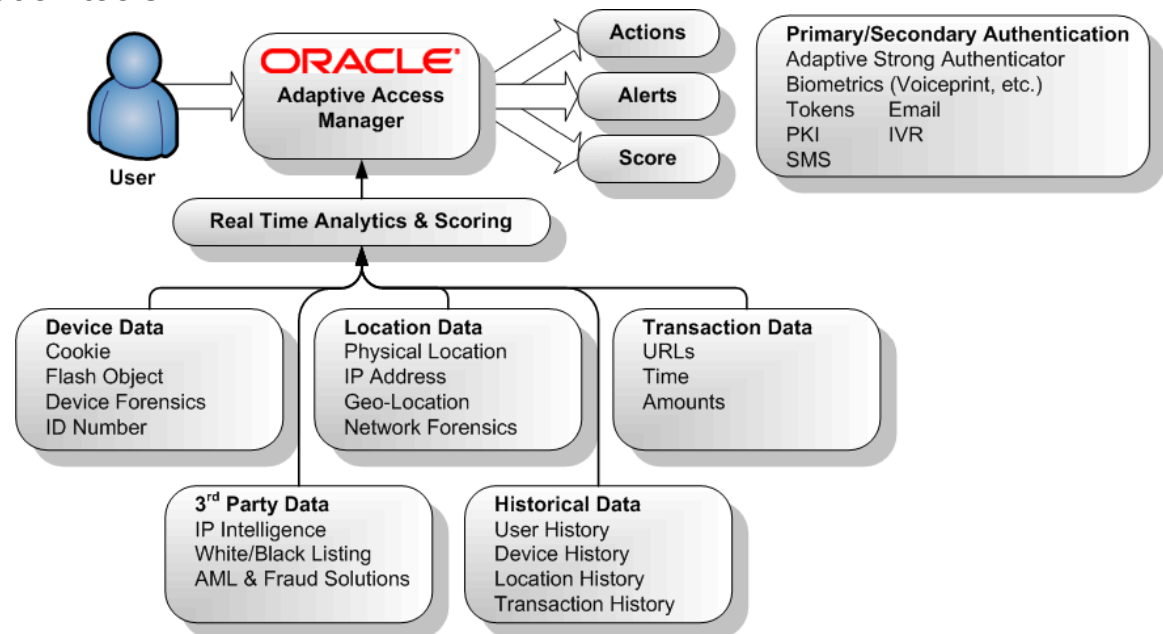 ORACLE®
Adaptive Access
Manager
User
Actions
Alerts
Score
Primary/Secondary Authentication
Adaptive Strong Authenticator
Biometrics (Voiceprint, etc.)
Tokens Email
PKI IVR
SMS
Real Time Analytics & Scoring
Device Data
Cookie
Flash Object
Device Forensics
ID Number
Location Data
Physical Location
IP Address
Geo-Location
Network Forensics
Transaction Data
URLs
Time
Amounts
3rd Party Data
IP Intelligence
White/Black Listing
AML & Fraud Solutions
Historical Data
User History
Device History
Location History
Transaction History